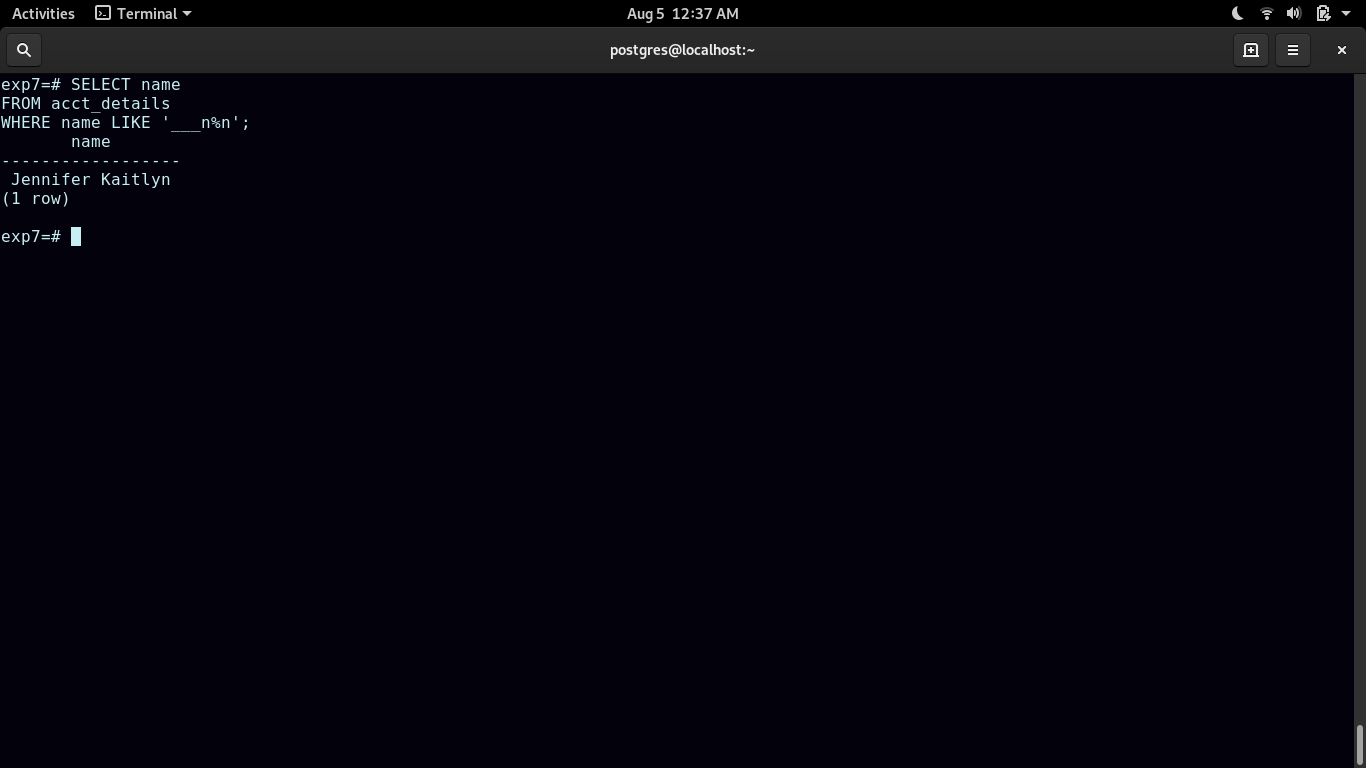 Activities Terminal Aug 5 12:37 AM
postgres@localhost:~
exp7=# SELECT name
FROM acct_details
WHERE name LIKE '___n%n';
name
------------------
Jennifer Kaitlyn
(1 row)
exp7=#